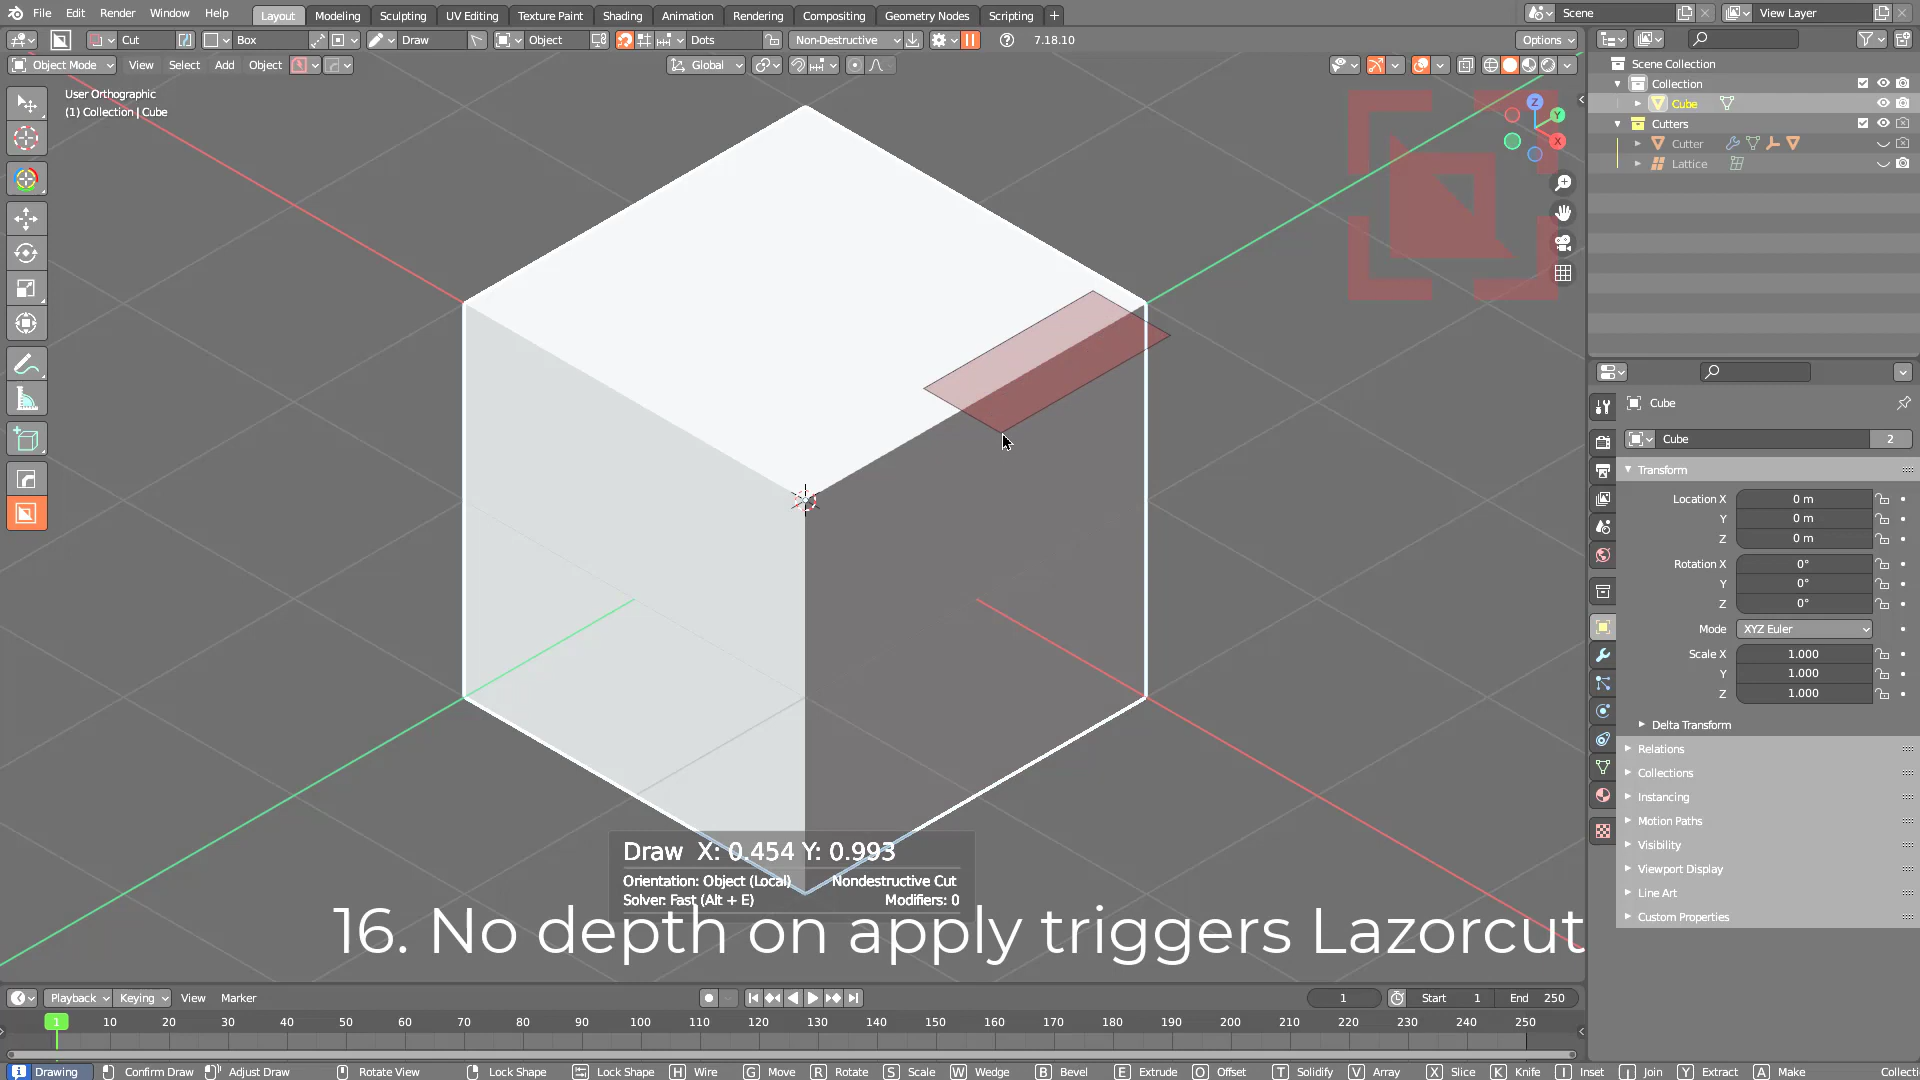 File Edit Render Window Help Layout Modeling Sculpting UV Editing Texture Paint Shading Animation Rendering Compositing Geometry Nodes Scripting + Scene View Layer
Cut Box Draw Object Dots Non-Destructive 7.18.10 Options
Object Mode View Select Add Object Global
User Orthographic
(1) Collection | Cube
Z
Y
X
Scene Collection
Collection
Cube
Cutters
Cutter
Lattice
Cube
Cube 2
Transform
Location X 0 m
Y 0 m
Z 0 m
Rotation X 0°
Y 0°
Z 0°
Mode XYZ Euler
Scale X 1.000
Y 1.000
Z 1.000
Delta Transform
Relations
Collections
Instancing
Motion Paths
Visibility
Viewport Display
Line Art
Custom Properties
Draw X: 0.454 Y: 0.993
Orientation: Object (Local) Nondestructive Cut
Solver: Fast (Alt + E) Modifiers: 0
16. No depth on apply triggers Lazorcut
Playback Keying View Marker 1 Start 1 End 250
1 10 20 30 40 50 60 70 80 90 100 110 120 130 140 150 160 170 180 190 200 210 220 230 240 250
Drawing Confirm Draw Adjust Draw Rotate View Lock Shape Lock Shape H Wire G Move R Rotate S Scale W Wedge B Bevel E Extrude O Offset T Solidify V Array X Slice K Knife I Inset J Join Y Extract A Make Collecti